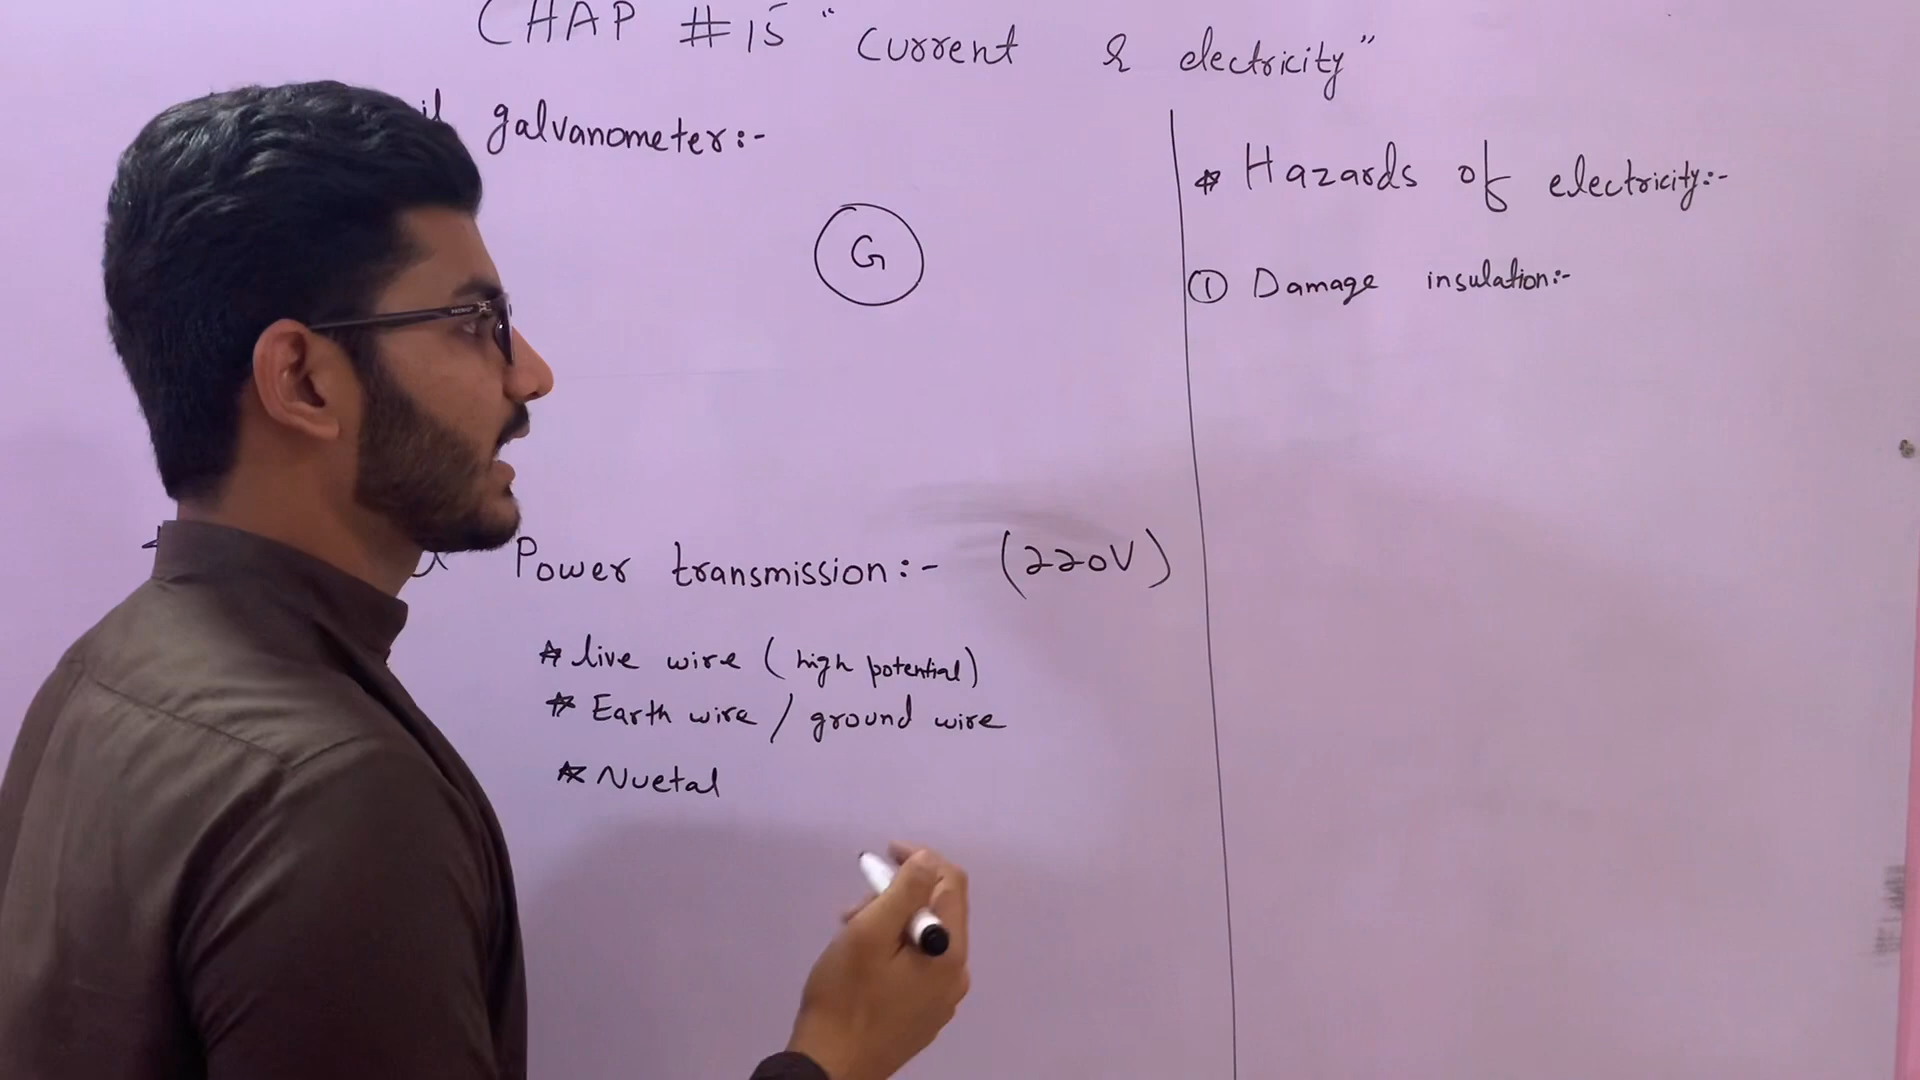 CHAP #15 "Current & electricity"
galvanometer:-
G
Power transmission:- (220V)
* live wire (high potential)
* Earth wire / ground wire
* Nuetal
* Hazards of electricity:-
① Damage insulation:-